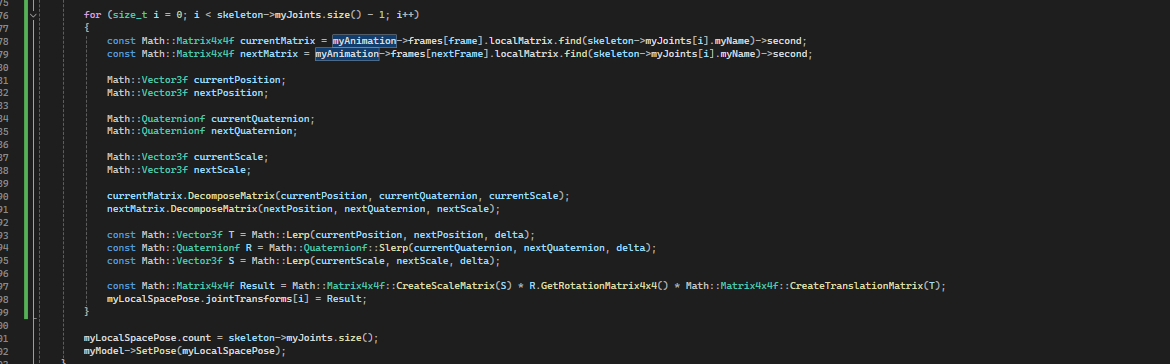 75
76 for (size_t i = 0; i < skeleton->myJoints.size() - 1; i++)
77 {
78 const Math::Matrix4x4f currentMatrix = myAnimation->frames[frame].localMatrix.find(skeleton->myJoints[i].myName)->second;
79 const Math::Matrix4x4f nextMatrix = myAnimation->frames[nextFrame].localMatrix.find(skeleton->myJoints[i].myName)->second;
80
81 Math::Vector3f currentPosition;
82 Math::Vector3f nextPosition;
83
84 Math::Quaternionf currentQuaternion;
85 Math::Quaternionf nextQuaternion;
86
87 Math::Vector3f currentScale;
88 Math::Vector3f nextScale;
89
90 currentMatrix.DecomposeMatrix(currentPosition, currentQuaternion, currentScale);
91 nextMatrix.DecomposeMatrix(nextPosition, nextQuaternion, nextScale);
92
93 const Math::Vector3f T = Math::Lerp(currentPosition, nextPosition, delta);
94 const Math::Quaternionf R = Math::Quaternionf::Slerp(currentQuaternion, nextQuaternion, delta);
95 const Math::Vector3f S = Math::Lerp(currentScale, nextScale, delta);
96
97 const Math::Matrix4x4f Result = Math::Matrix4x4f::CreateScaleMatrix(S) * R.GetRotationMatrix4x4() * Math::Matrix4x4f::CreateTranslationMatrix(T);
98 myLocalSpacePose.jointTransforms[i] = Result;
99 }
00
01 myLocalSpacePose.count = skeleton->myJoints.size();
02 myModel->SetPose(myLocalSpacePose);
03 }